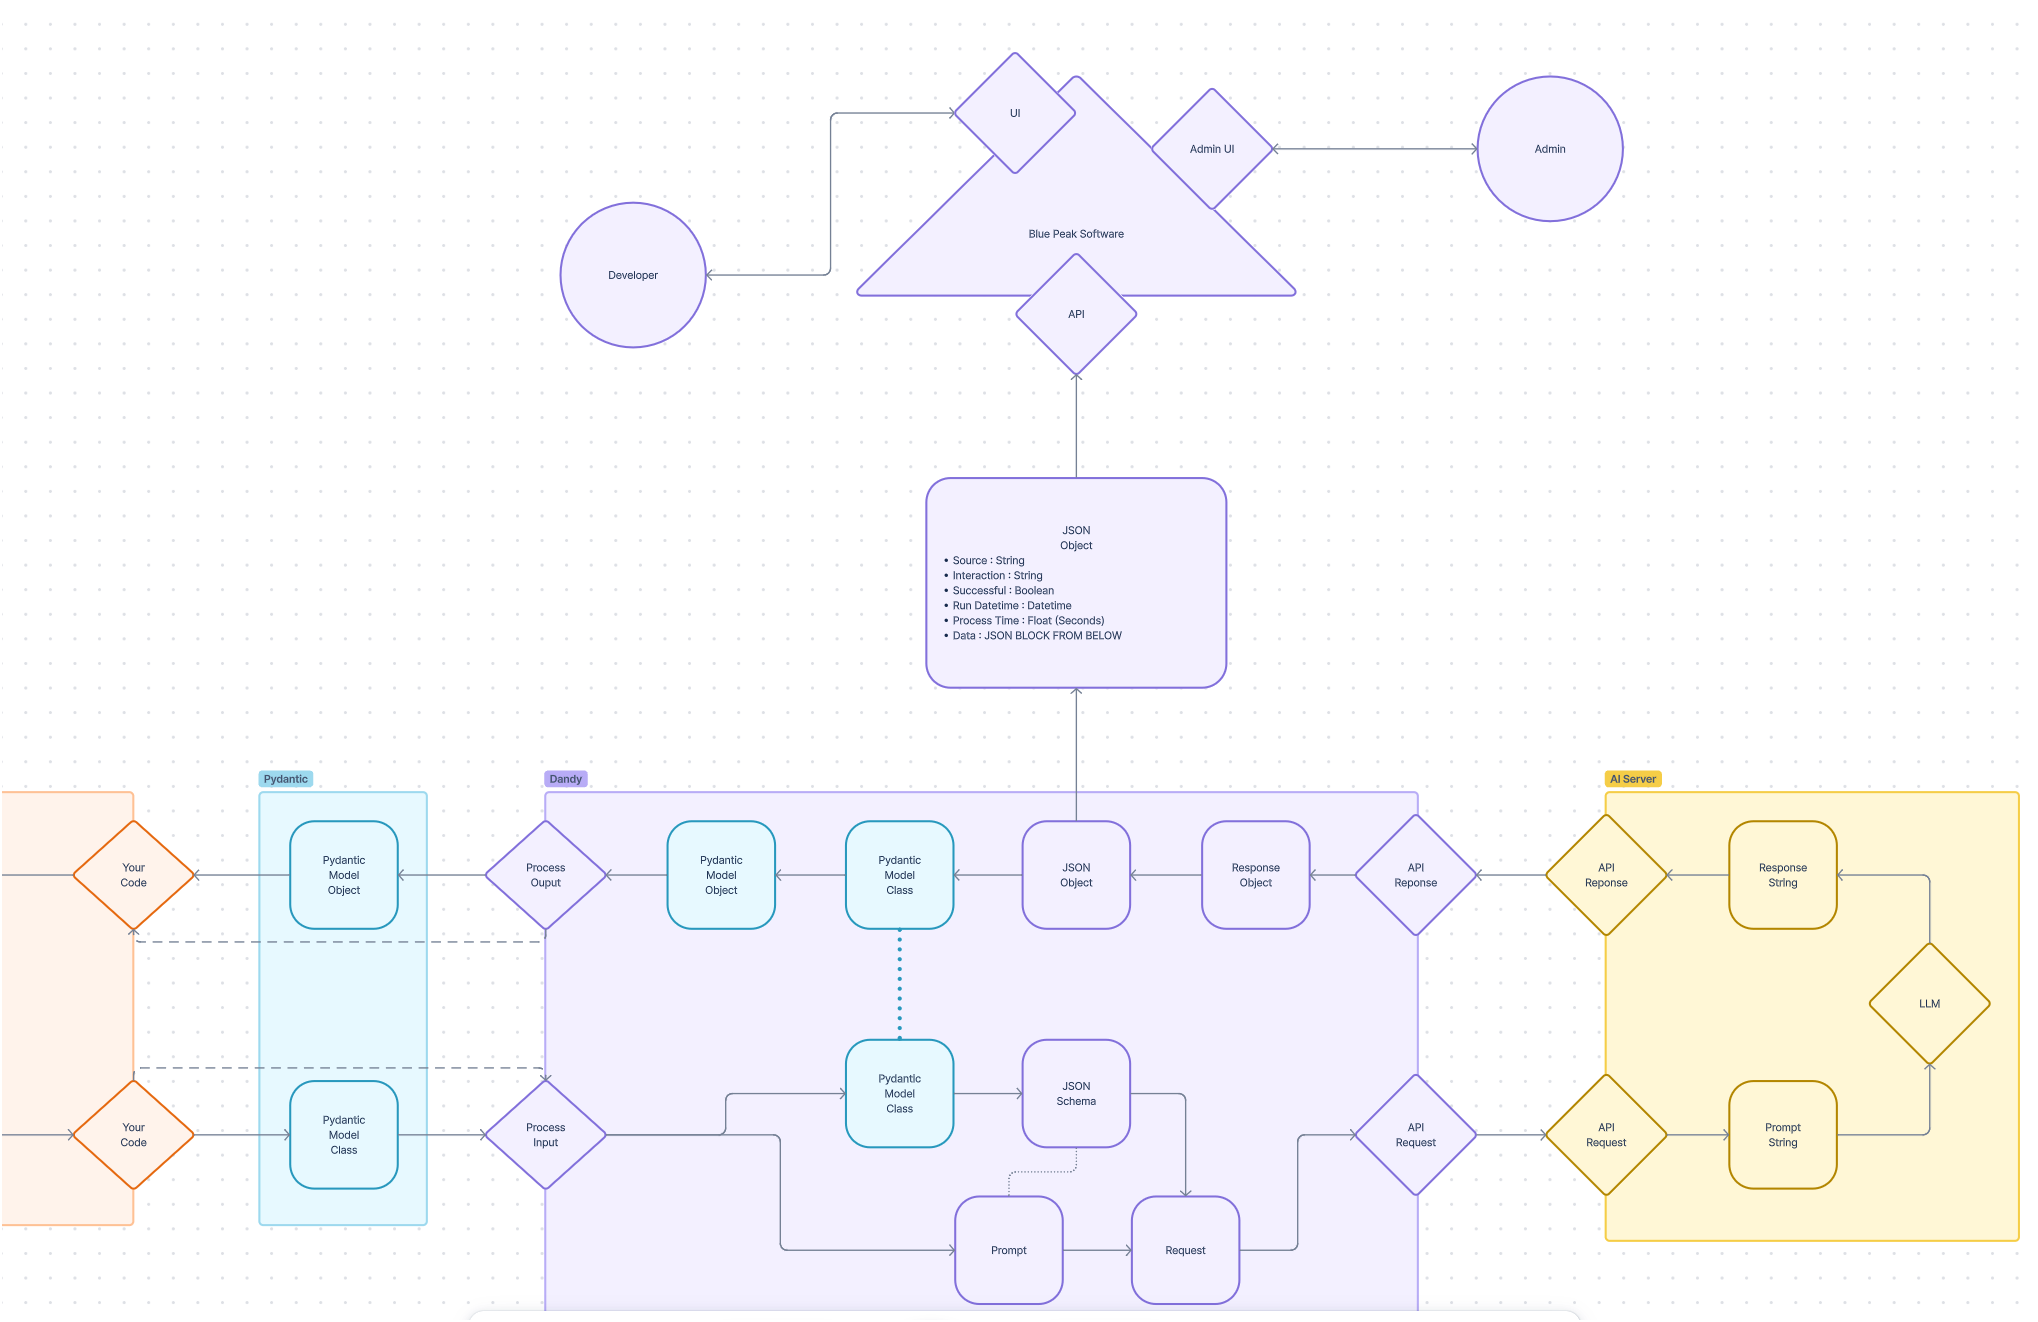 UI
Admin UI
Admin
Blue Peak Software
Developer
API
JSON
Object
• Source : String
• Interaction : String
• Successful : Boolean
• Run Datetime : Datetime
• Process Time : Float (Seconds)
• Data : JSON BLOCK FROM BELOW
Pydantic
Dandy
AI Server
Your
Code
Pydantic
Model
Object
Process
Ouput
Pydantic
Model
Object
Pydantic
Model
Class
JSON
Object
Response
Object
API
Reponse
API
Reponse
Response
String
LLM
Your
Code
Pydantic
Model
Class
Process
Input
Pydantic
Model
Class
JSON
Schema
API
Request
API
Request
Prompt
String
Prompt
Request